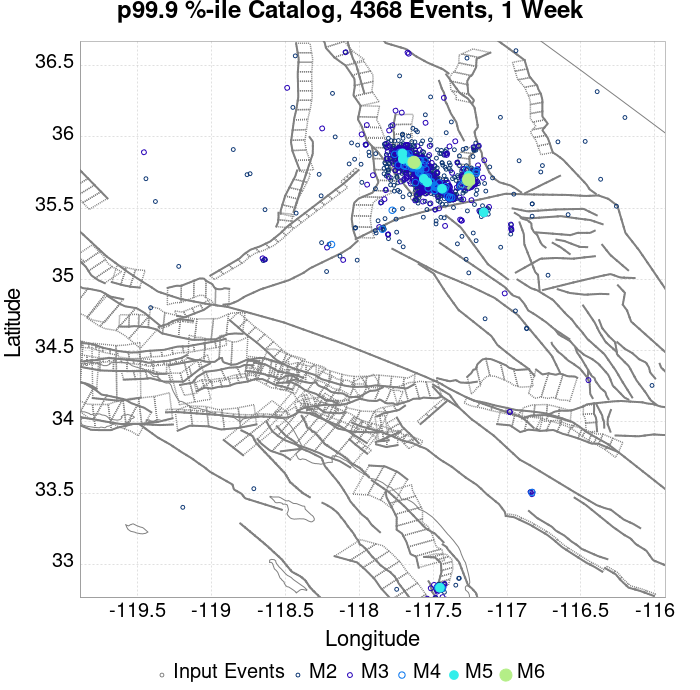 p99.9 %-ile Catalog, 4368 Events, 1 Week
36.5
36
35.5
35
34.5
34
33.5
33
Latitude
-119.5 -119 -118.5 -118 -117.5 -117 -116.5 -116
Longitude
Input Events M2 M3 M4 M5 M6